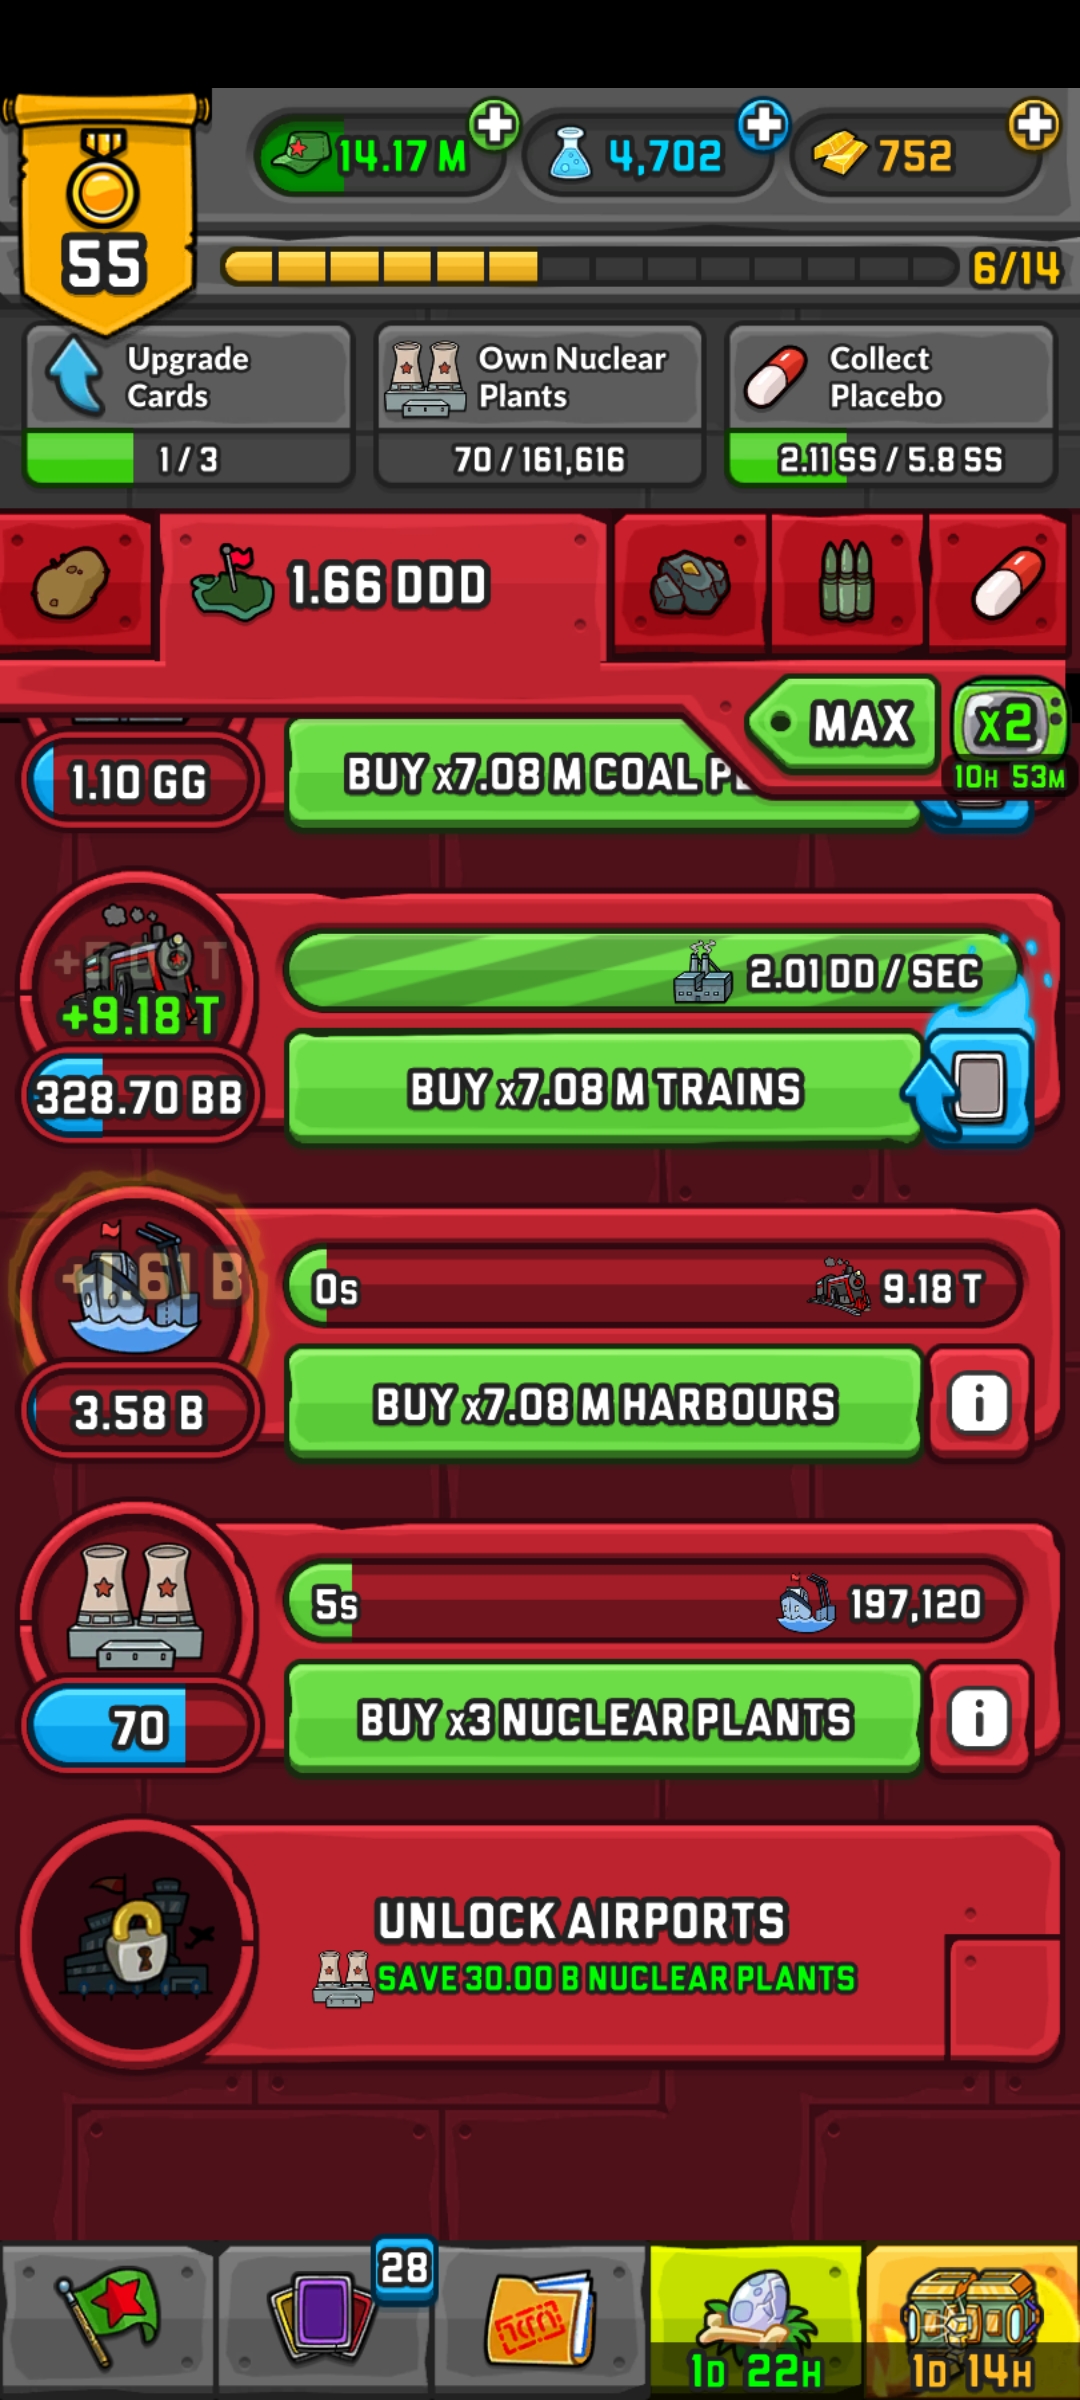 14.17 M
4,702
752
55
6/14
Upgrade
Cards
1 / 3
Own Nuclear
Plants
70 / 161,616
Collect
Placebo
2.11 SS / 5.8 SS
1.66 DDD
MAX
X2
10H 53M
1.10 GG
BUY x7.08 M COAL
+9.18 T
2.01 DD / SEC
328.70 BB
BUY x7.08 M TRAINS
0s
9.18 T
3.58 B
BUY x7.08 M HARBOURS
i
5s
197,120
70
BUY x3 NUCLEAR PLANTS
i
UNLOCK AIRPORTS
SAVE 30.00 B NUCLEAR PLANTS
28
1D 22H
1D 14H